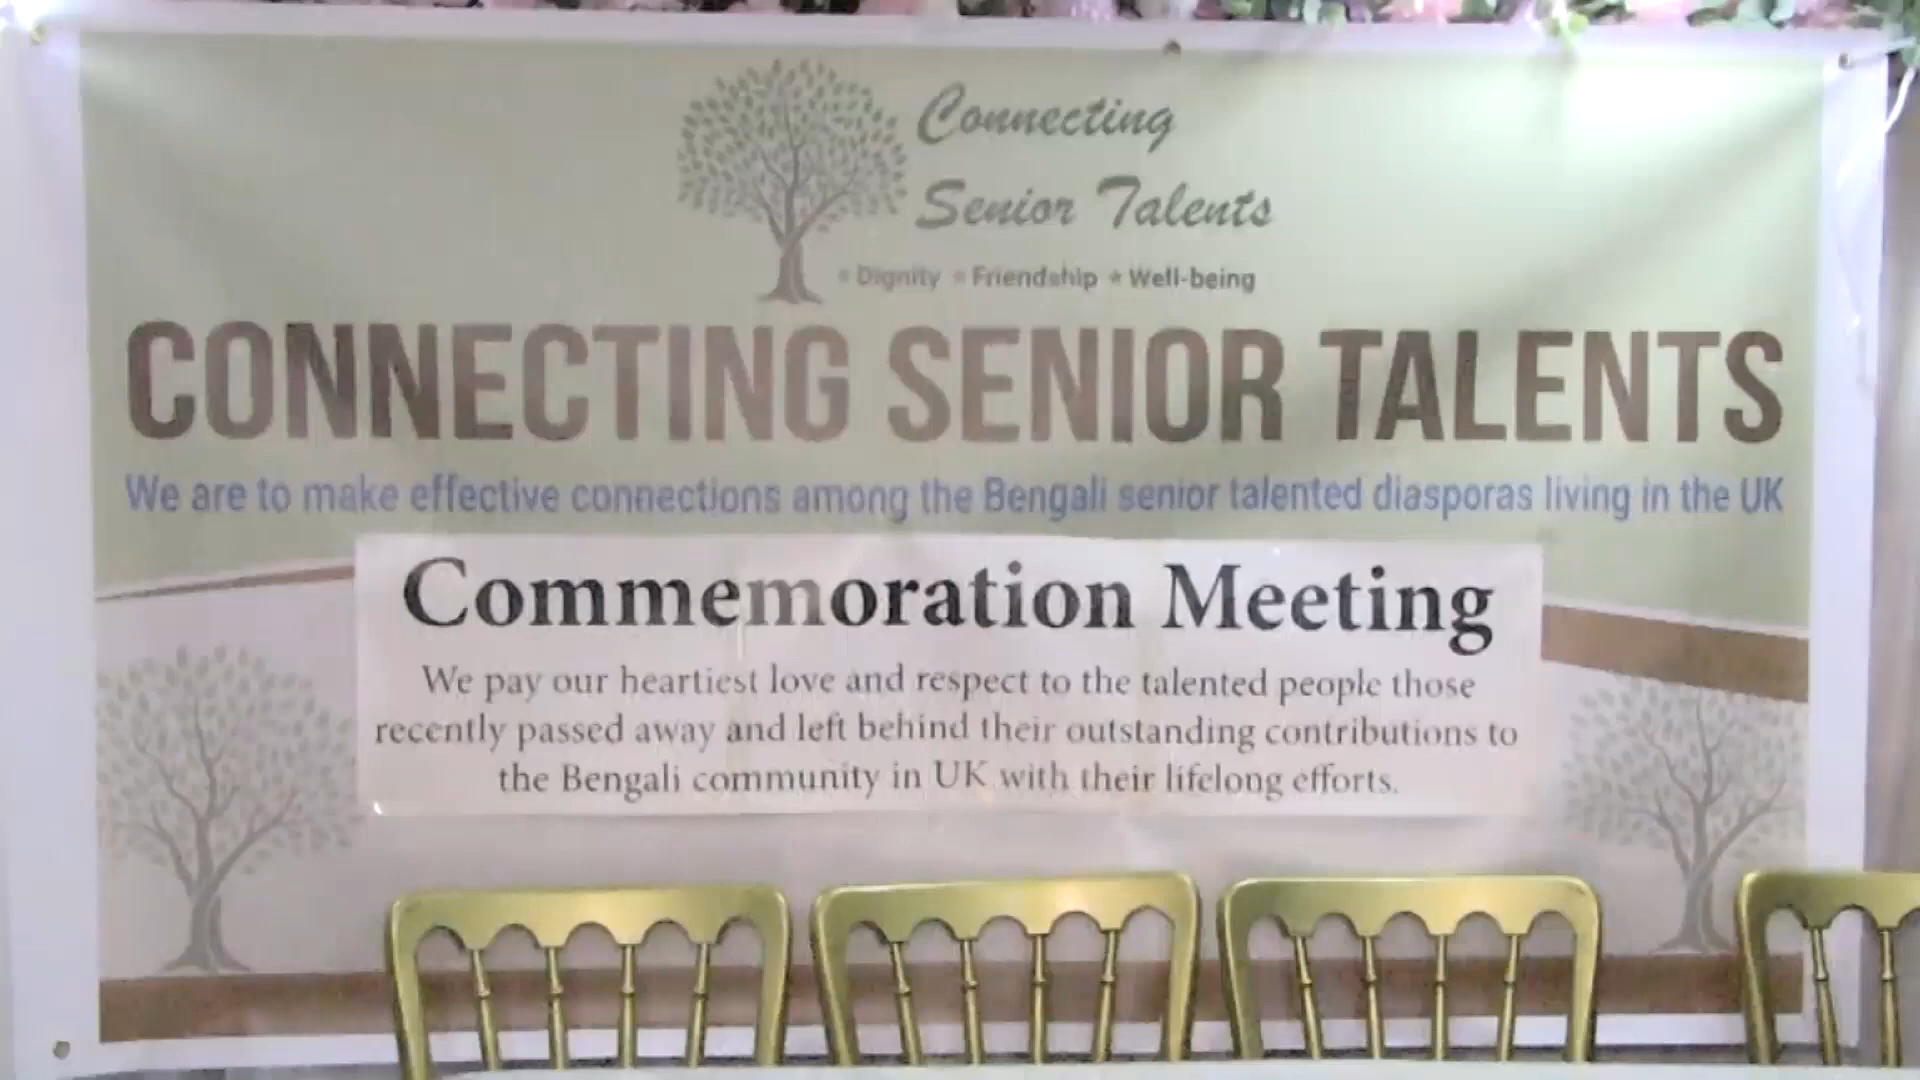 Connecting
Senior Talents
* Dignity * Friendship * Well-being
CONNECTING SENIOR TALENTS
We are to make effective connections among the Bengali senior talented diasporas living in the UK
Commemoration Meeting
We pay our heartiest love and respect to the talented people those
recently passed away and left behind their outstanding contributions to
the Bengali community in UK with their lifelong efforts.